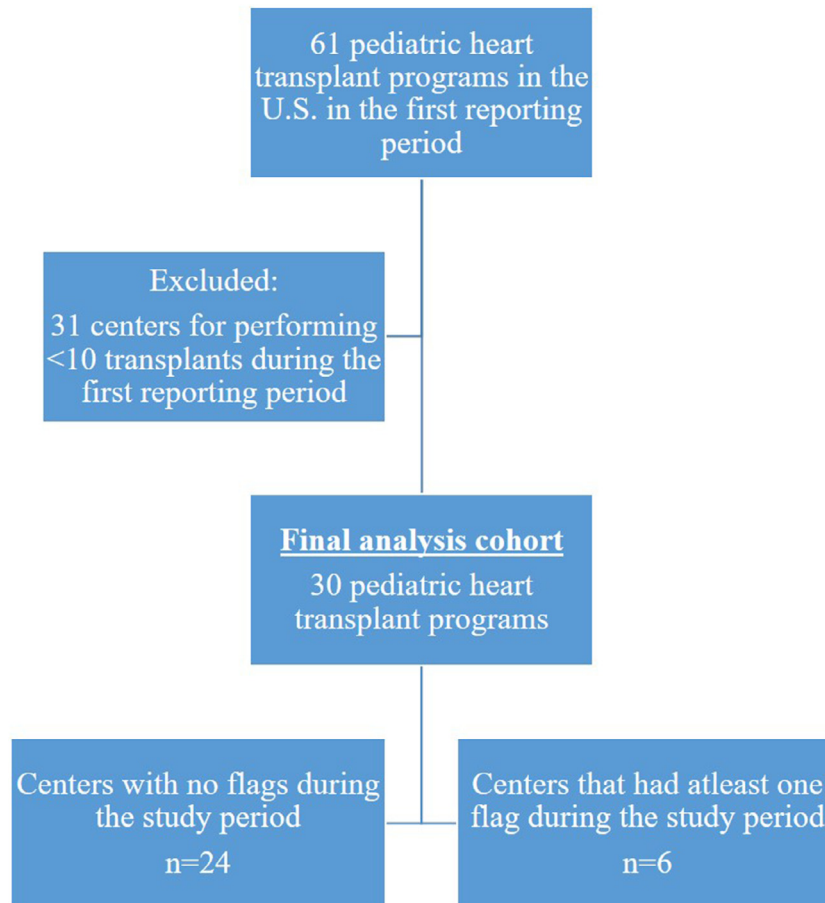 61 pediatric heart
transplant programs in the
U.S. in the first reporting
period
Excluded:
31 centers for performing
<10 transplants during the
first reporting period
Final analysis cohort
30 pediatric heart
transplant programs
Centers with no flags during
the study period
n=24
Centers that had atleast one
flag during the study period
n=6